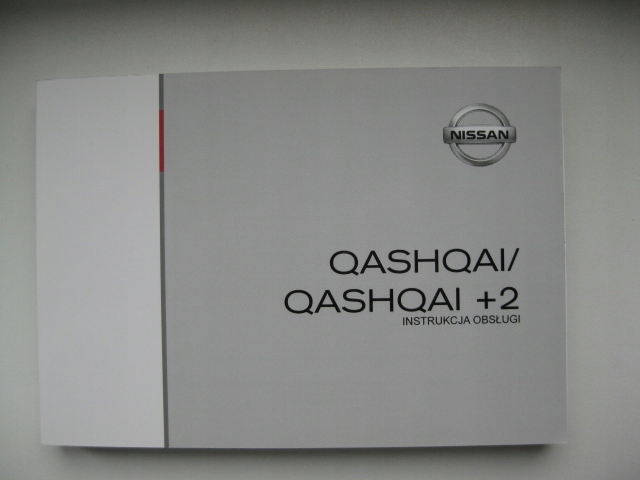 NISSAN
QASHQAI/
QASHQAI +2
INSTRUKCJA OBSŁUGI